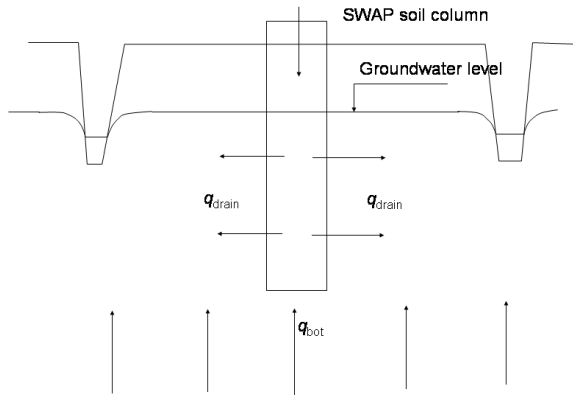 SWAP soil column
Groundwater level
qdrain
qdrain
qbot